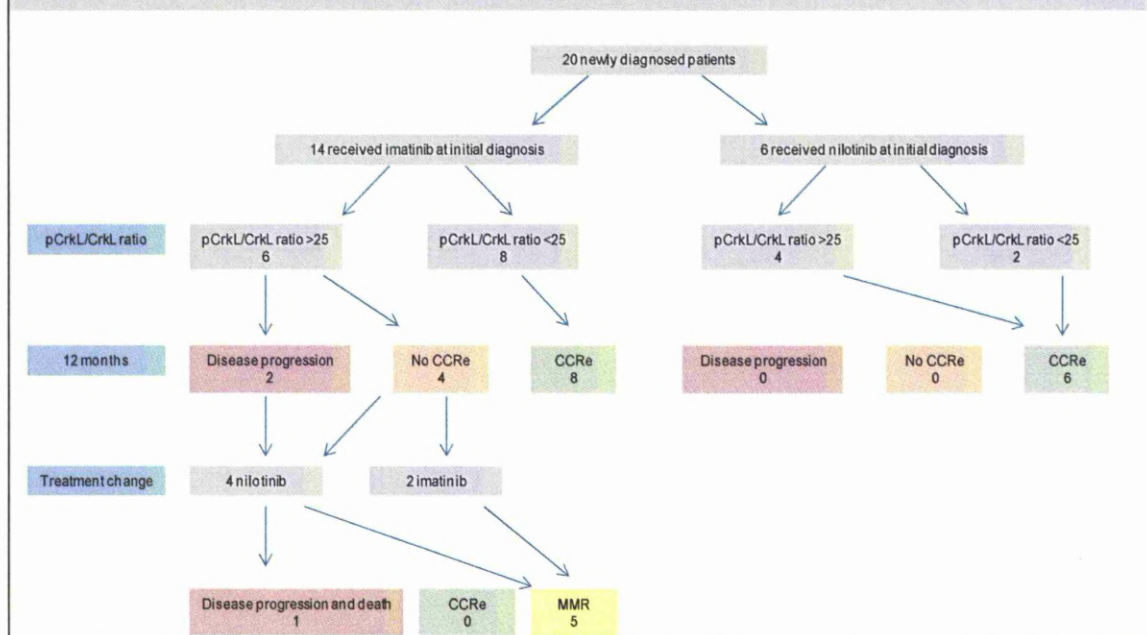 20 newly diagnosed patients
14 received imatinib at initial diagnosis
6 received nilotinib at initial diagnosis
pCrkL/CrkL ratio
pCrkL/CrkL ratio >25
6
pCrkL/CrkL ratio <25
8
pCrkL/CrkL ratio >25
4
pCrkL/CrkL ratio <25
2
12 months
Disease progression
2
No CCRe
4
CCRe
8
Disease progression
0
No CCRe
0
CCRe
6
Treatment change
4 nilotinib
2 imatinib
Disease progression and death
1
CCRe
0
MMR
5